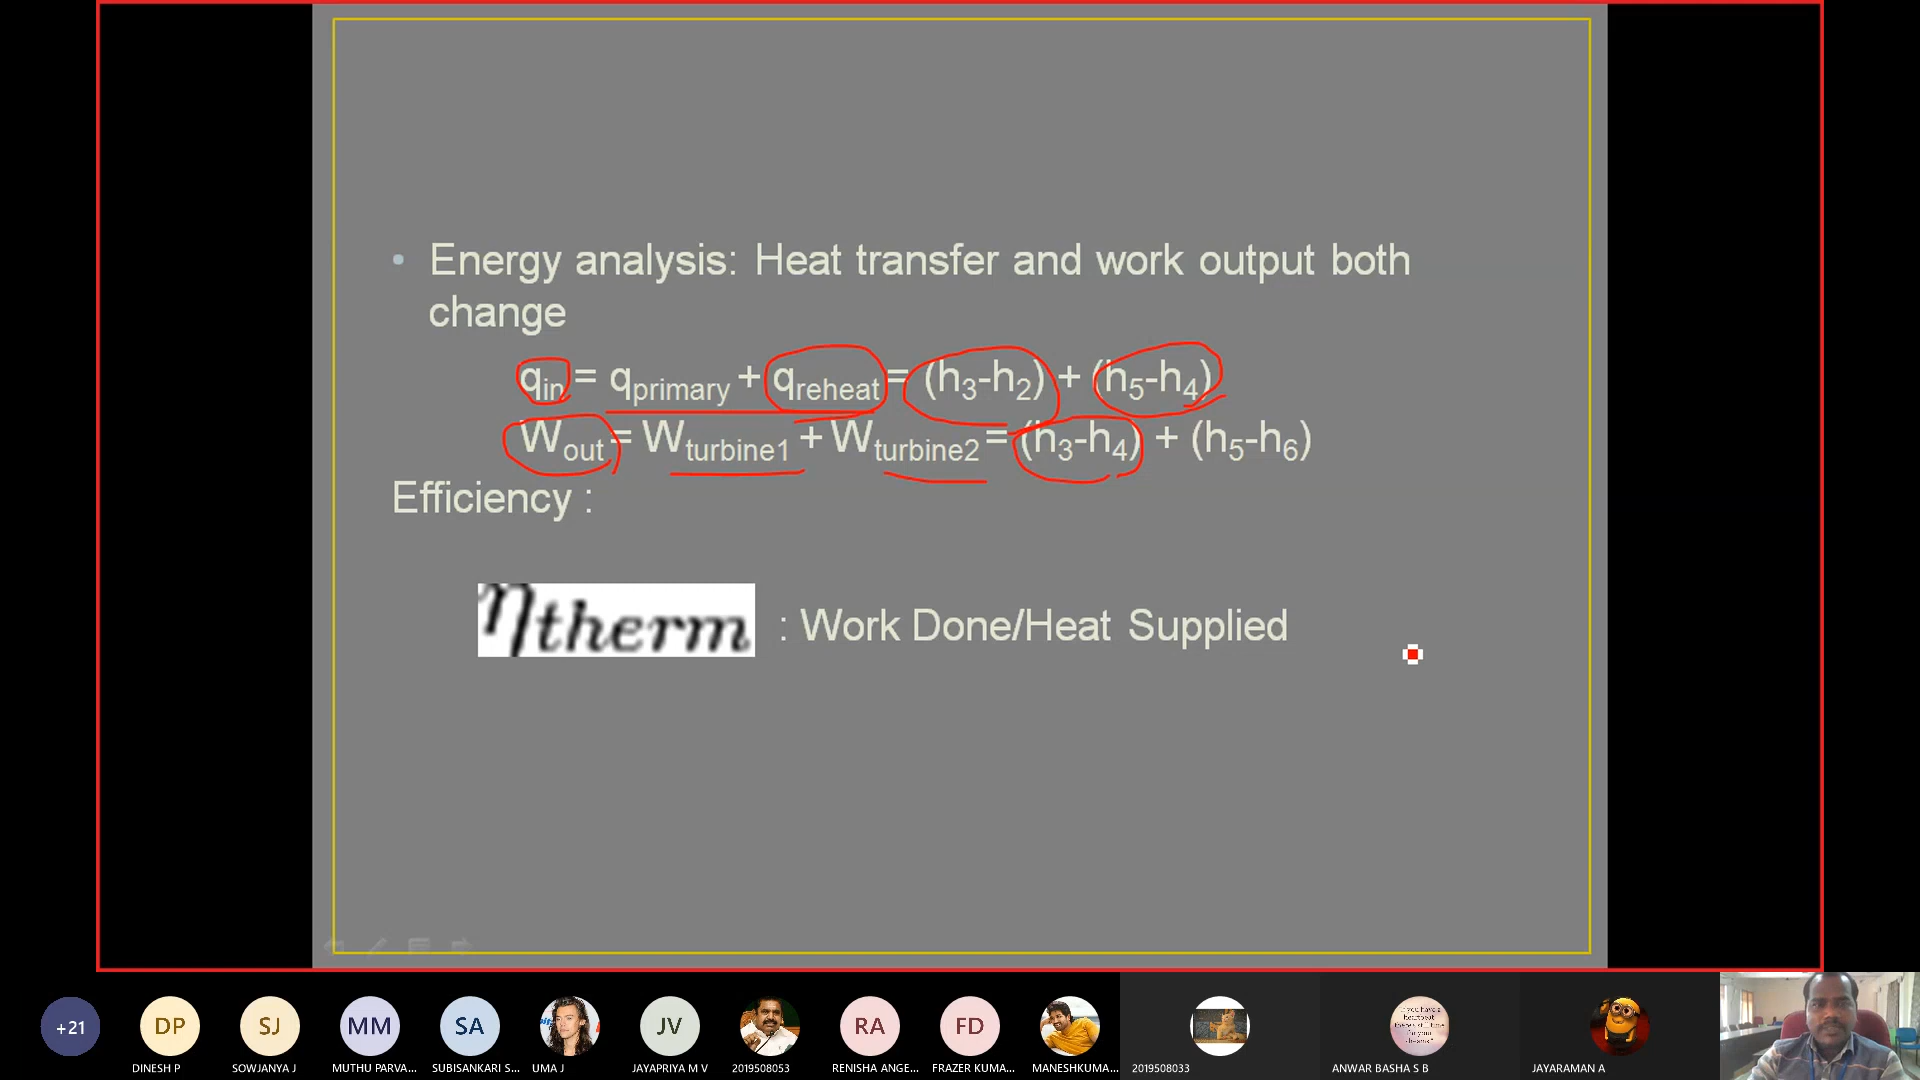 • Energy analysis: Heat transfer and work output both
change
qin = qprimary + qreheat = (h3-h2) + (h5-h4)
Wout = Wturbine1 + Wturbine2 = (h3-h4) + (h5-h6)
Efficiency :
ηtherm : Work Done/Heat Supplied
+21 DP SJ MM SA JV RA FD
DINESH P SOWJANYA J MUTHU PARVA... SUBISANKARI S... UMA J JAYAPRIYA M V 2019508053 RENISHA ANGE... FRAZER KUMA... MANESHKUMA... 2019508033 ANWAR BASHA S B JAYARAMAN A